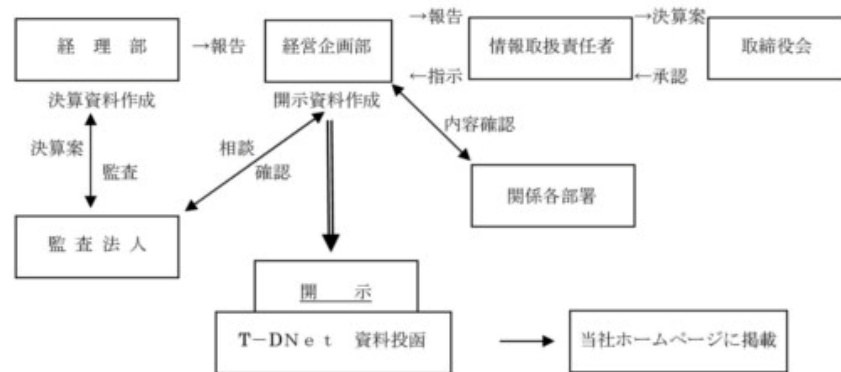 →報告
→決算案
経　理　部
→報告
経営企画部
情報取扱責任者
取締役会
←指示
←承認
決算資料作成
開示資料作成
内容確認
決算案
相談
監査
確認
関係各部署
監 査 法 人
開　　示
T－DNｅｔ　資料投函
当社ホームページに掲載